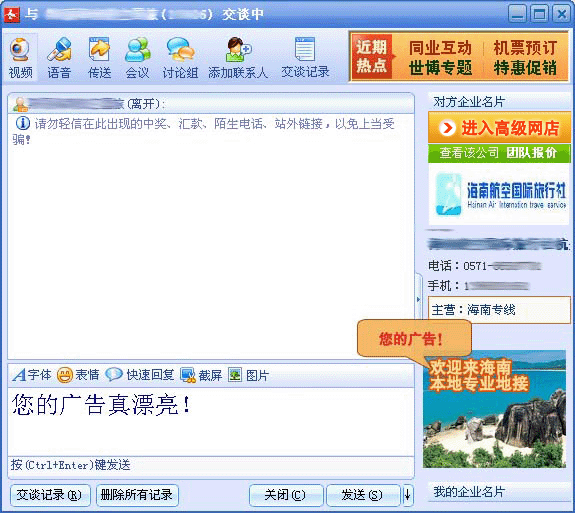 与 交谈中
视频 语音 传送 会议 讨论组 添加联系人 交谈记录
近期热点
同业互动 机票预订
世博专题 特惠促销
(离开):
请勿轻信在此出现的中奖、汇款、陌生电话、站外链接，以免上当受
骗!
对方企业名片
进入高级网店
查看该公司 团队报价
海南航空国际旅行社
Hainan Air Internation travel service
电话：0571-
手机：1
主营：海南专线
您的广告!
欢迎来海南
本地专业地接
字体 表情 快速回复 截屏 图片
您的广告真漂亮!
按(Ctrl+Enter)键发送
交谈记录(R) 删除所有记录 关闭(C) 发送(S)
我的企业名片